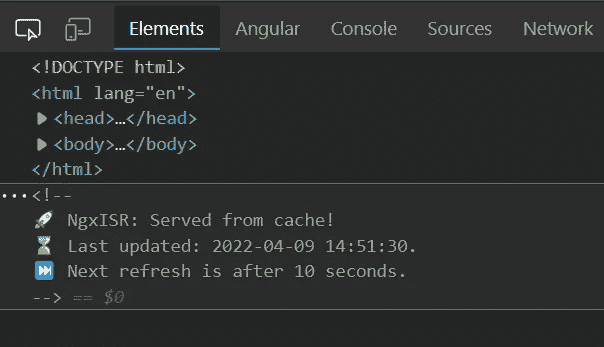 Elements Angular Console Sources Network
<!DOCTYPE html>
<html lang="en">
▶ <head>…</head>
▶ <body>…</body>
</html>
···<!--
🚀 NgxISR: Served from cache!
⏳ Last updated: 2022-04-09 14:51:30.
⏭️ Next refresh is after 10 seconds.
--> == $0